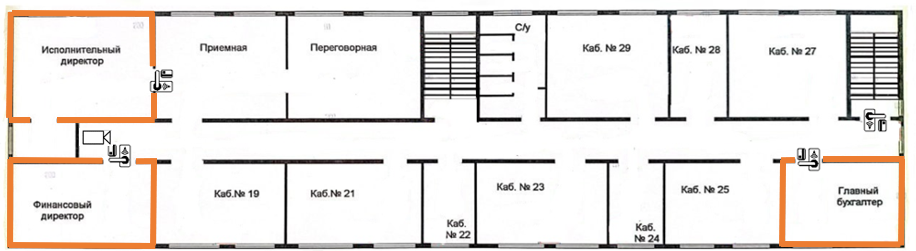 Исполнительный
директор
Приемная
Переговорная
С/у
Каб. № 29
Каб. № 28
Каб. № 27
Финансовый
директор
Каб.№ 19
Каб.№ 21
Каб.
№ 22
Каб. № 23
Каб.
№ 24
Каб. № 25
Главный
бухгалтер